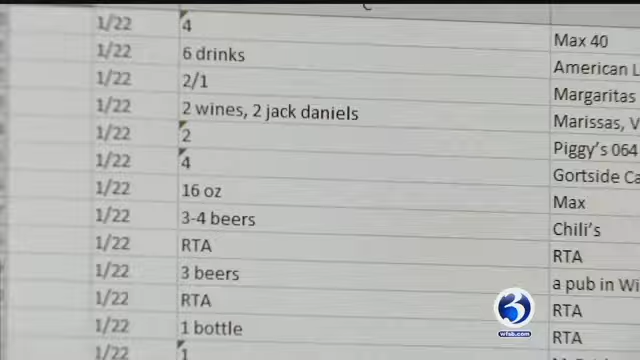 C
1/22 4 Max 40
1/22 6 drinks American L
1/22 2/1 Margaritas
1/22 2 wines, 2 jack daniels Marissas, V
1/22 2 Piggy's 064
1/22 4 Gortside Ca
1/22 16 oz Max
1/22 3-4 beers Chili's
1/22 RTA RTA
1/22 3 beers a pub in Wi
1/22 RTA RTA
1/22 1 bottle RTA
1/22 1
3
wfsb.com